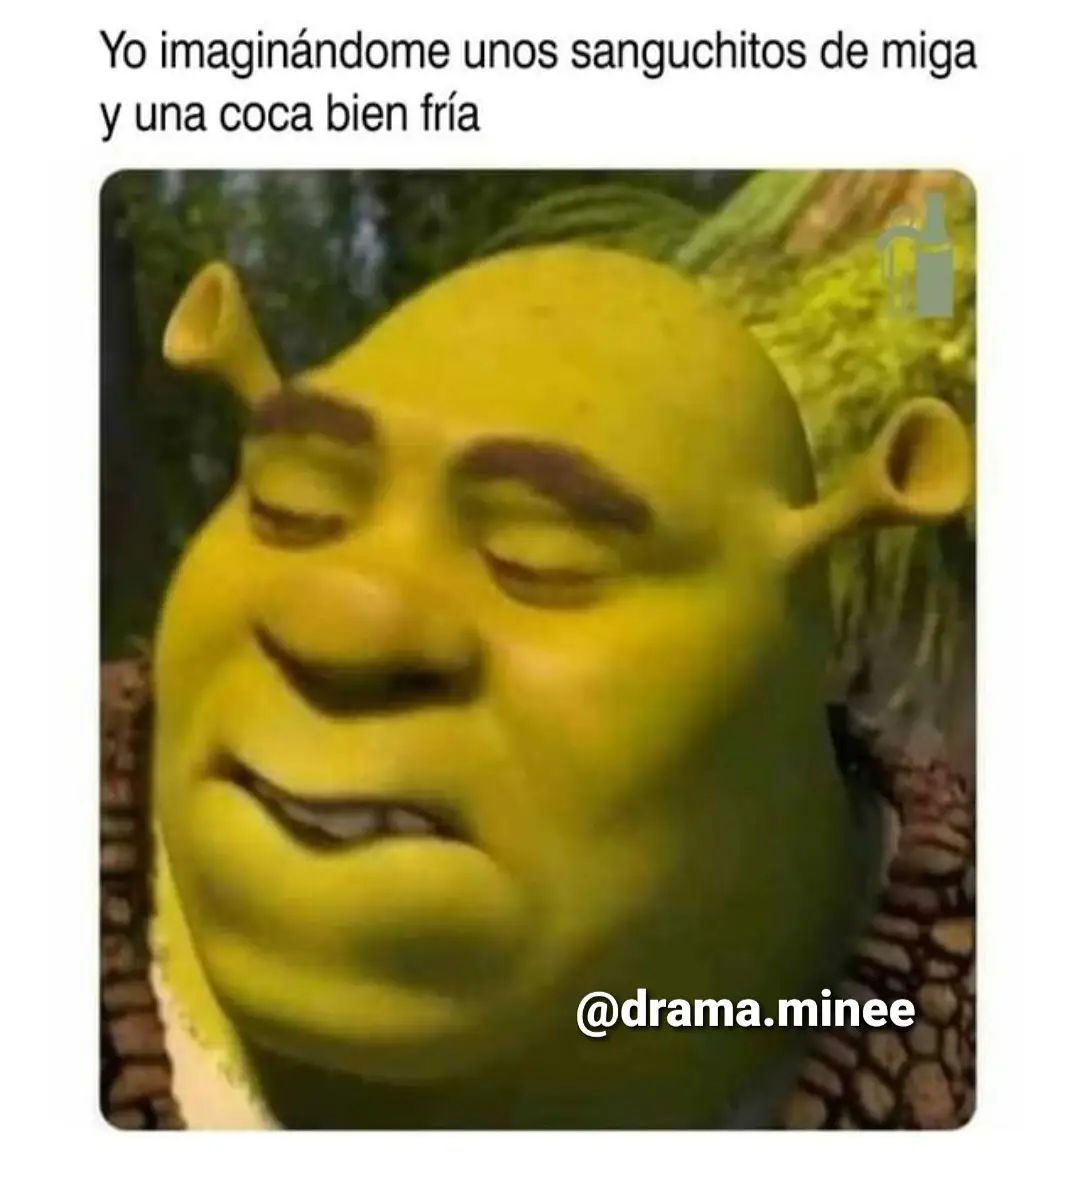 Yo imaginándome unos sanguchitos de miga
y una coca bien fría
@drama.minee